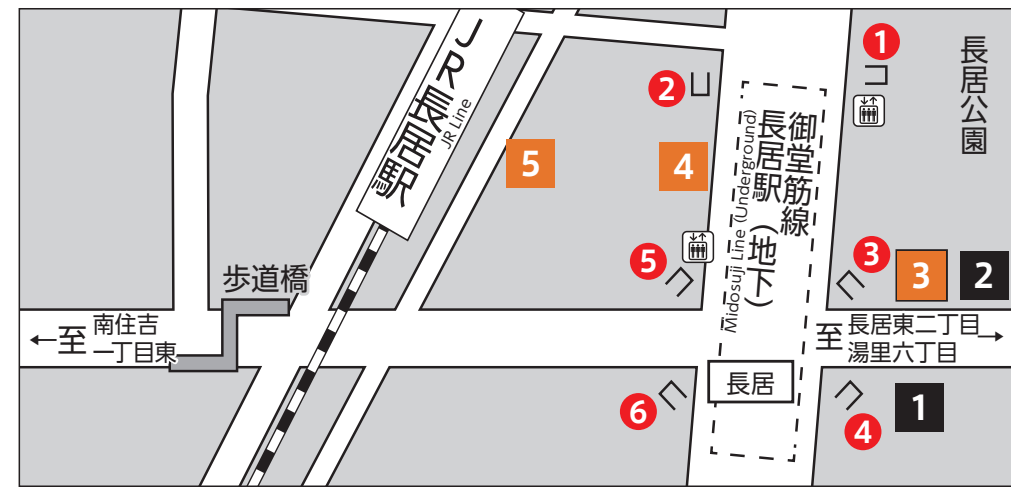 JR長居駅
JR Line
歩道橋
←至
南住吉
一丁目東
5
4
2
5
6
御堂筋線
長居駅(地下)
Midosuji Line (Underground)
長居
1
長居公園
3
3
2
至
長居東二丁目→
湯里六丁目
4
1